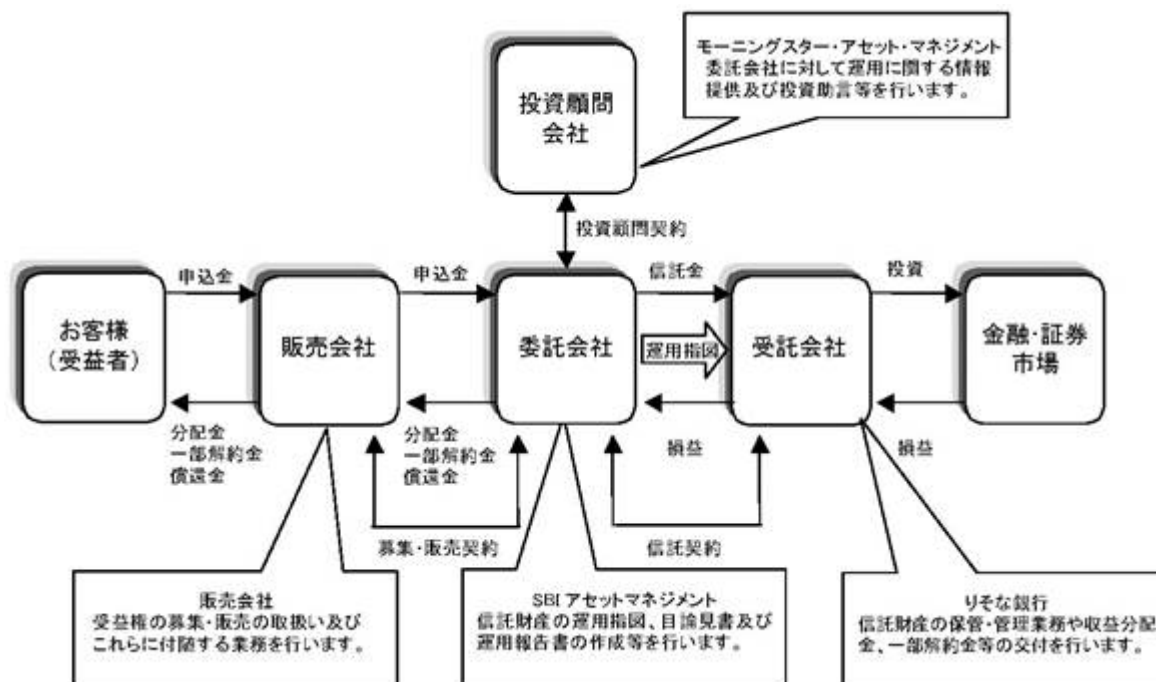 モーニングスター・アセット・マネジメント
委託会社に対して運用に関する情報
提供及び投資助言等を行います。
投資顧問
会社
投資顧問契約
申込金
申込金
信託金
投資
お客様
(受益者)
販売会社
委託会社
運用指図
受託会社
金融・証券
市場
分配金
一部解約金
償還金
分配金
一部解約金
償還金
損益
損益
募集・販売契約
信託契約
販売会社
受益権の募集・販売の取扱い及び
これらに付随する業務を行います。
SBIアセットマネジメント
信託財産の運用指図、目論見書及び
運用報告書の作成等を行います。
りそな銀行
信託財産の保管・管理業務や収益分配
金、一部解約金等の交付を行います。